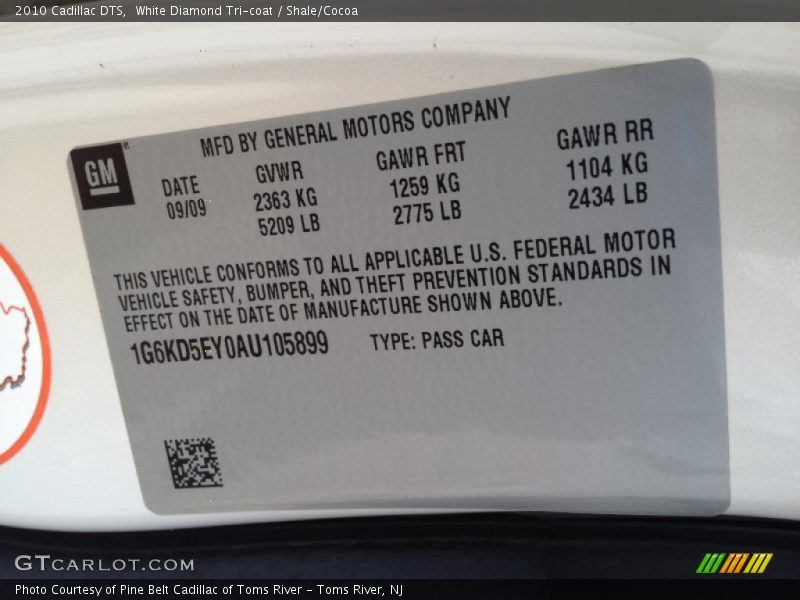 2010 Cadillac DTS, White Diamond Tri-coat / Shale/Cocoa
GM®
MFD BY GENERAL MOTORS COMPANY
DATE GVWR GAWR FRT GAWR RR
09/09 2363 KG 1259 KG 1104 KG
5209 LB 2775 LB 2434 LB
THIS VEHICLE CONFORMS TO ALL APPLICABLE U.S. FEDERAL MOTOR
VEHICLE SAFETY, BUMPER, AND THEFT PREVENTION STANDARDS IN
EFFECT ON THE DATE OF MANUFACTURE SHOWN ABOVE.
1G6KD5EY0AU105899 TYPE: PASS CAR
GTCARLOT.COM
Photo Courtesy of Pine Belt Cadillac of Toms River - Toms River, NJ